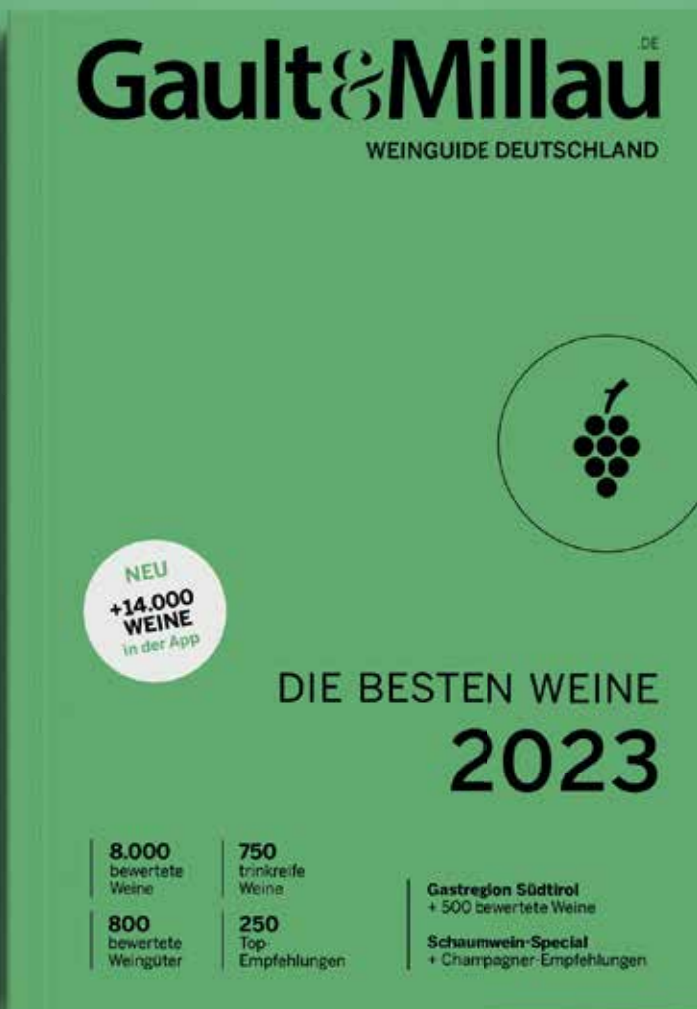 Gault&Millau
.DE
WEINGUIDE DEUTSCHLAND
NEU
+14.000
WEINE
in der App
DIE BESTEN WEINE
2023
8.000
bewertete
Weine
750
trinkreife
Weine
800
bewertete
Weingüter
250
Top-
Empfehlungen
Gastregion Südtirol
+ 500 bewertete Weine
Schaumwein-Special
+ Champagner-Empfehlungen